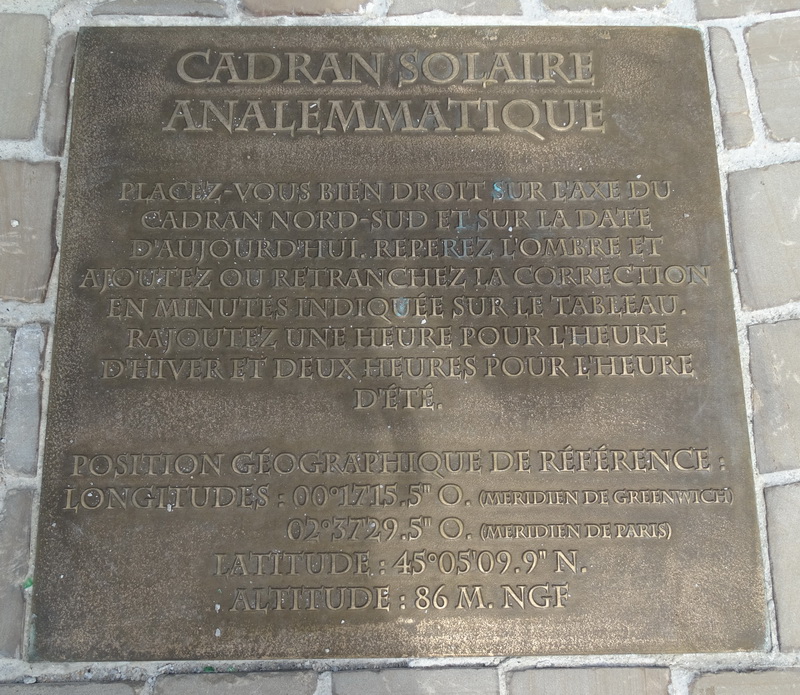 CADRAN SOLAIRE
ANALEMMATIQUE
PLACEZ-VOUS BIEN DROIT SUR L'AXE DU
CADRAN NORD-SUD ET SUR LA DATE
D'AUJOURD'HUI. REPEREZ L'OMBRE ET
AJOUTEZ OU RETRANCHEZ LA CORRECTION
EN MINUTES INDIQUÉE SUR LE TABLEAU.
RAJOUTEZ UNE HEURE POUR L'HEURE
D'HIVER ET DEUX HEURES POUR L'HEURE
D'ÉTÉ.
POSITION GÉOGRAPHIQUE DE RÉFÉRENCE :
LONGITUDES : 00°17'15.5" O. (MERIDIEN DE GREENWICH)
02°37'29.5" O. (MERIDIEN DE PARIS)
LATITUDE : 45°05'09.9" N.
ALTITUDE : 86 M. NGF